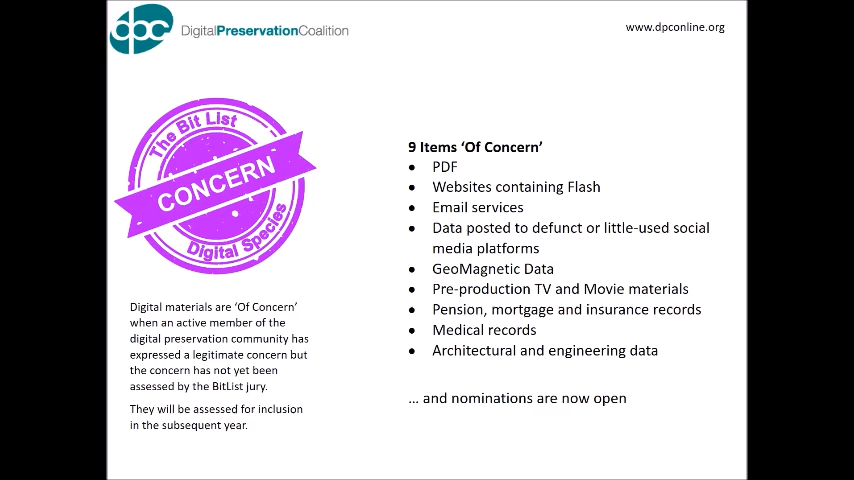 dpc DigitalPreservationCoalition
www.dpconline.org
The Bit List
CONCERN
Digital Species
Digital materials are ‘Of Concern’
when an active member of the
digital preservation community has
expressed a legitimate concern but
the concern has not yet been
assessed by the BitList jury.
They will be assessed for inclusion
in the subsequent year.
9 Items ‘Of Concern’
• PDF
• Websites containing Flash
• Email services
• Data posted to defunct or little-used social
media platforms
• GeoMagnetic Data
• Pre-production TV and Movie materials
• Pension, mortgage and insurance records
• Medical records
• Architectural and engineering data
… and nominations are now open